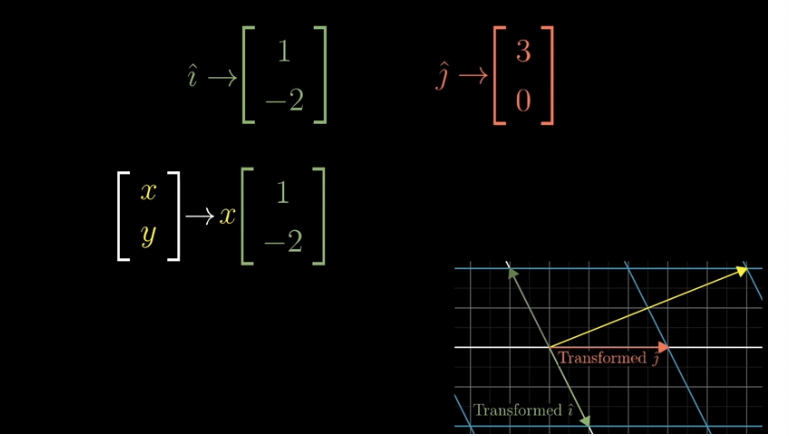 î → [1 −2]
ĵ → [3 0]
[x y] → x [1 −2]
Transformed ĵ
Transformed î